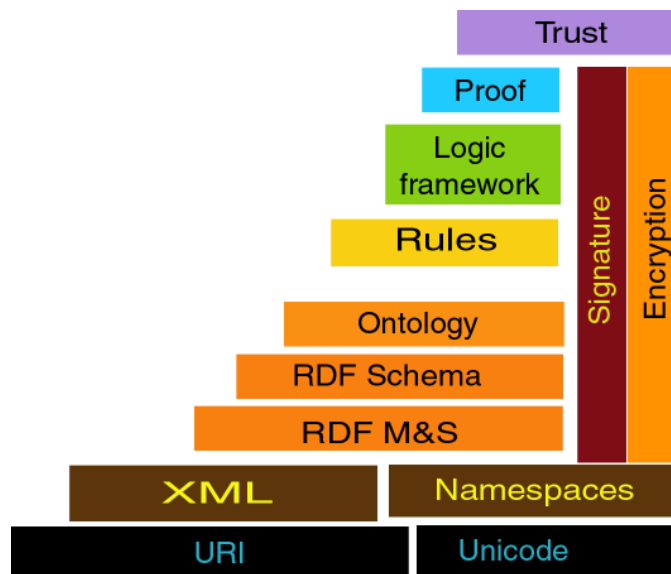 Trust
Proof
Logic
framework
Rules
Ontology
RDF Schema
RDF M&S
Signature
Encryption
XML
Namespaces
URI
Unicode